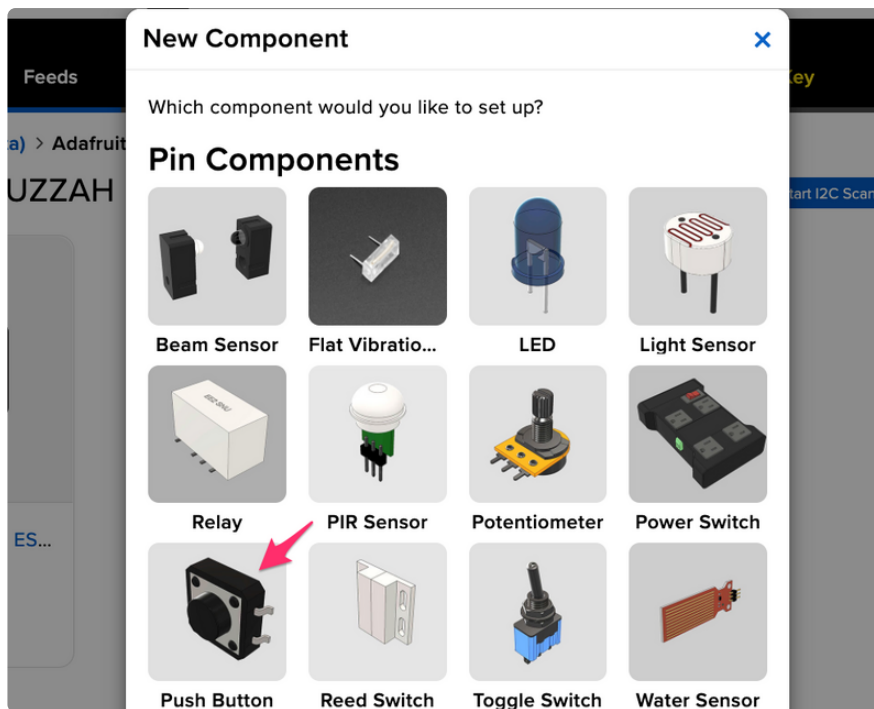 New Component
×
Feeds
Key
Which component would you like to set up?
a) > Adafruit
UZZAH
Pin Components
tart I2C Scan
Beam Sensor
Flat Vibratio...
LED
Light Sensor
Relay
PIR Sensor
Potentiometer
Power Switch
ES...
Push Button
Reed Switch
Toggle Switch
Water Sensor